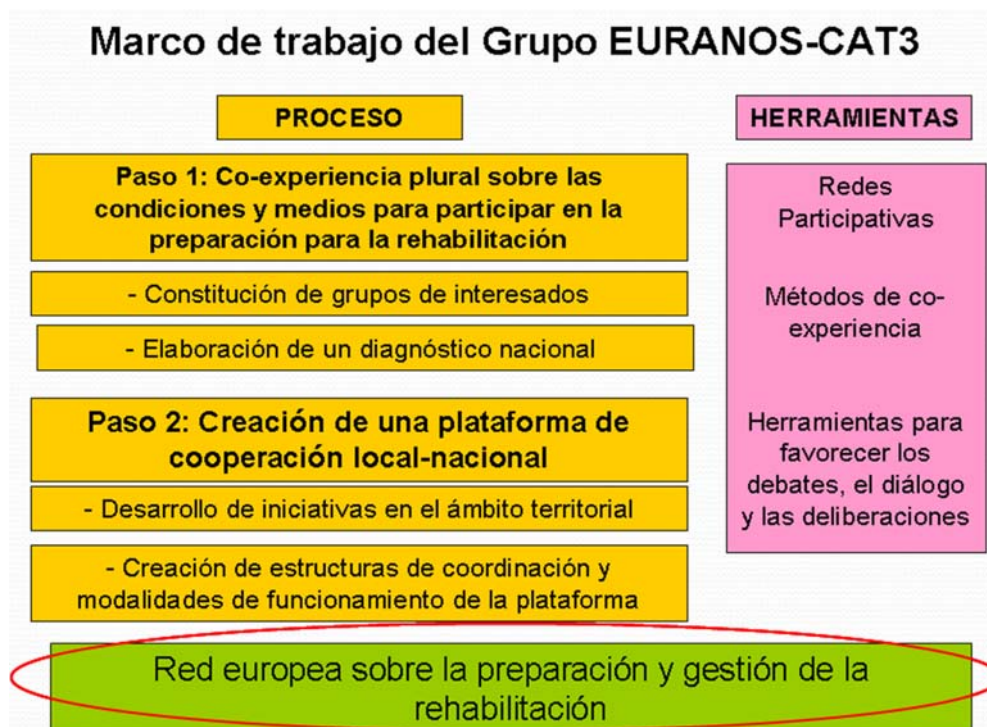 Marco de trabajo del Grupo EURANOS-CAT3
PROCESO
Paso 1: Co-experiencia plural sobre las
condiciones y medios para participar en la
preparación para la rehabilitación
- Constitución de grupos de interesados
- Elaboración de un diagnóstico nacional
Paso 2: Creación de una plataforma de
cooperación local-nacional
- Desarrollo de iniciativas en el ámbito territorial
- Creación de estructuras de coordinación y
modalidades de funcionamiento de la plataforma
HERRAMIENTAS
Redes
Participativas
Métodos de co-
experiencia
Herramientas para
favorecer los
debates, el diálogo
y las deliberaciones
Red europea sobre la preparación y gestión de la
rehabilitación